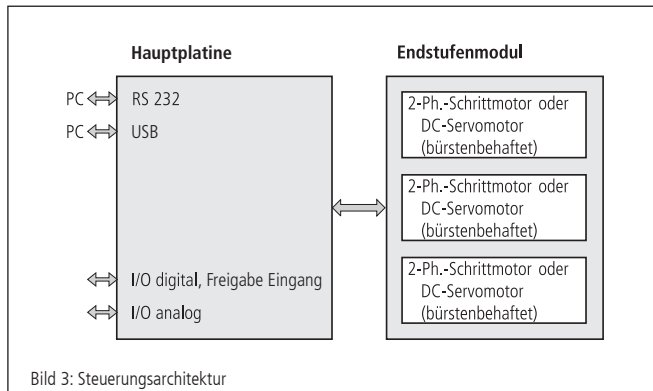 Hauptplatine
PC
RS 232
PC
USB
I/O digital, Freigabe Eingang
I/O analog
Endstufenmodul
2-Ph.-Schrittmotor oder
DC-Servomotor
(bürstenbehaftet)
2-Ph.-Schrittmotor oder
DC-Servomotor
(bürstenbehaftet)
2-Ph.-Schrittmotor oder
DC-Servomotor
(bürstenbehaftet)
Bild 3: Steuerungsarchitektur